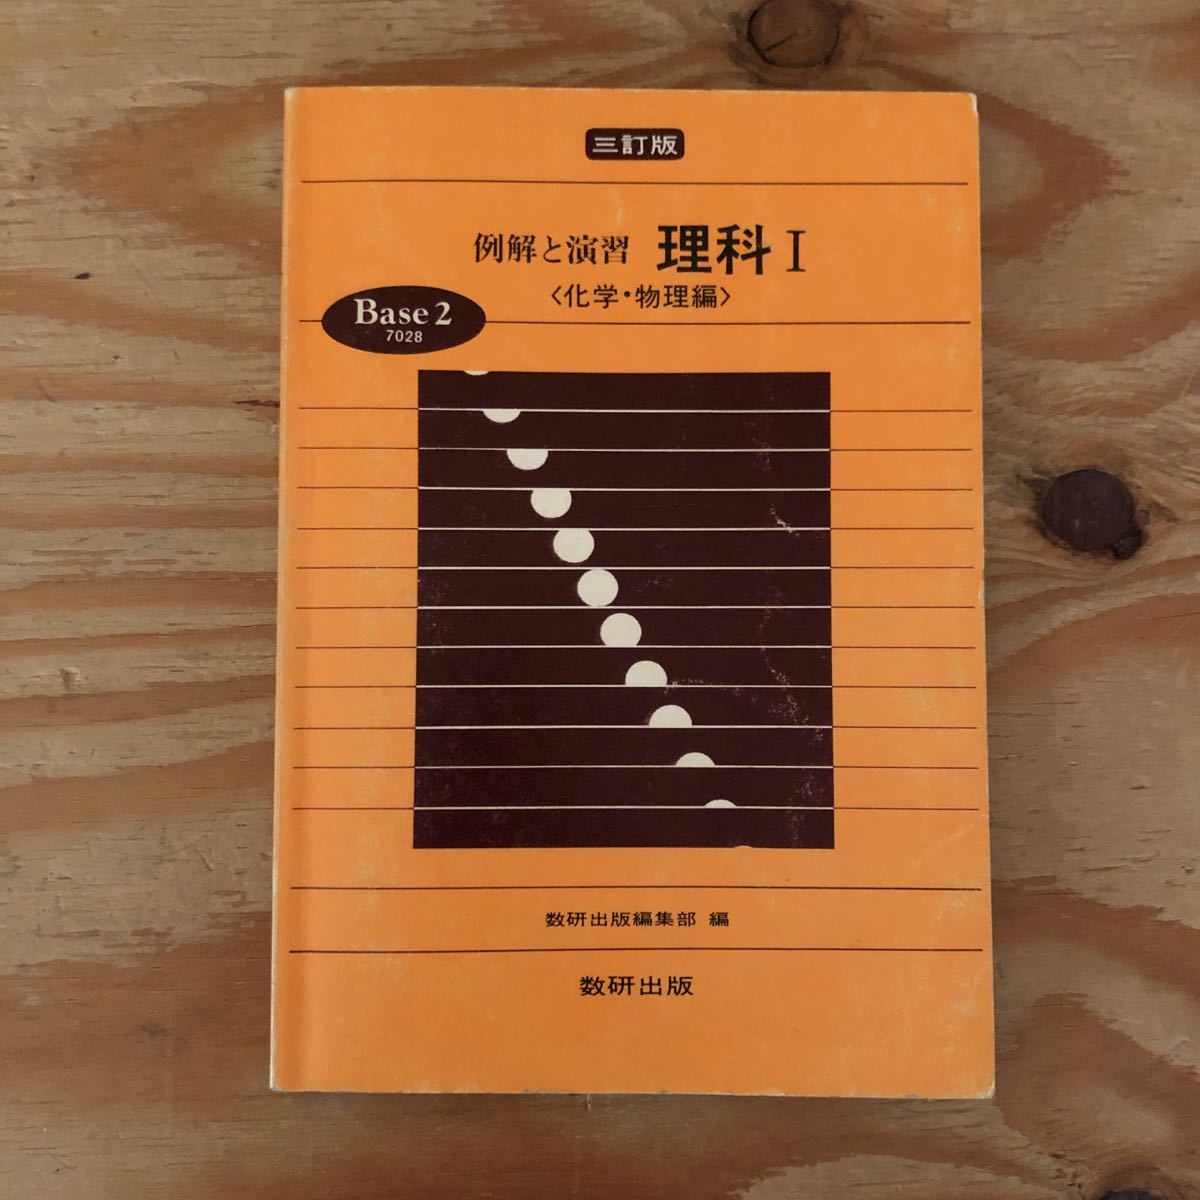 三訂版
例解と演習 理科Ⅰ
〈化学・物理編〉
Base 2
7028
数研出版編集部 編
数研出版